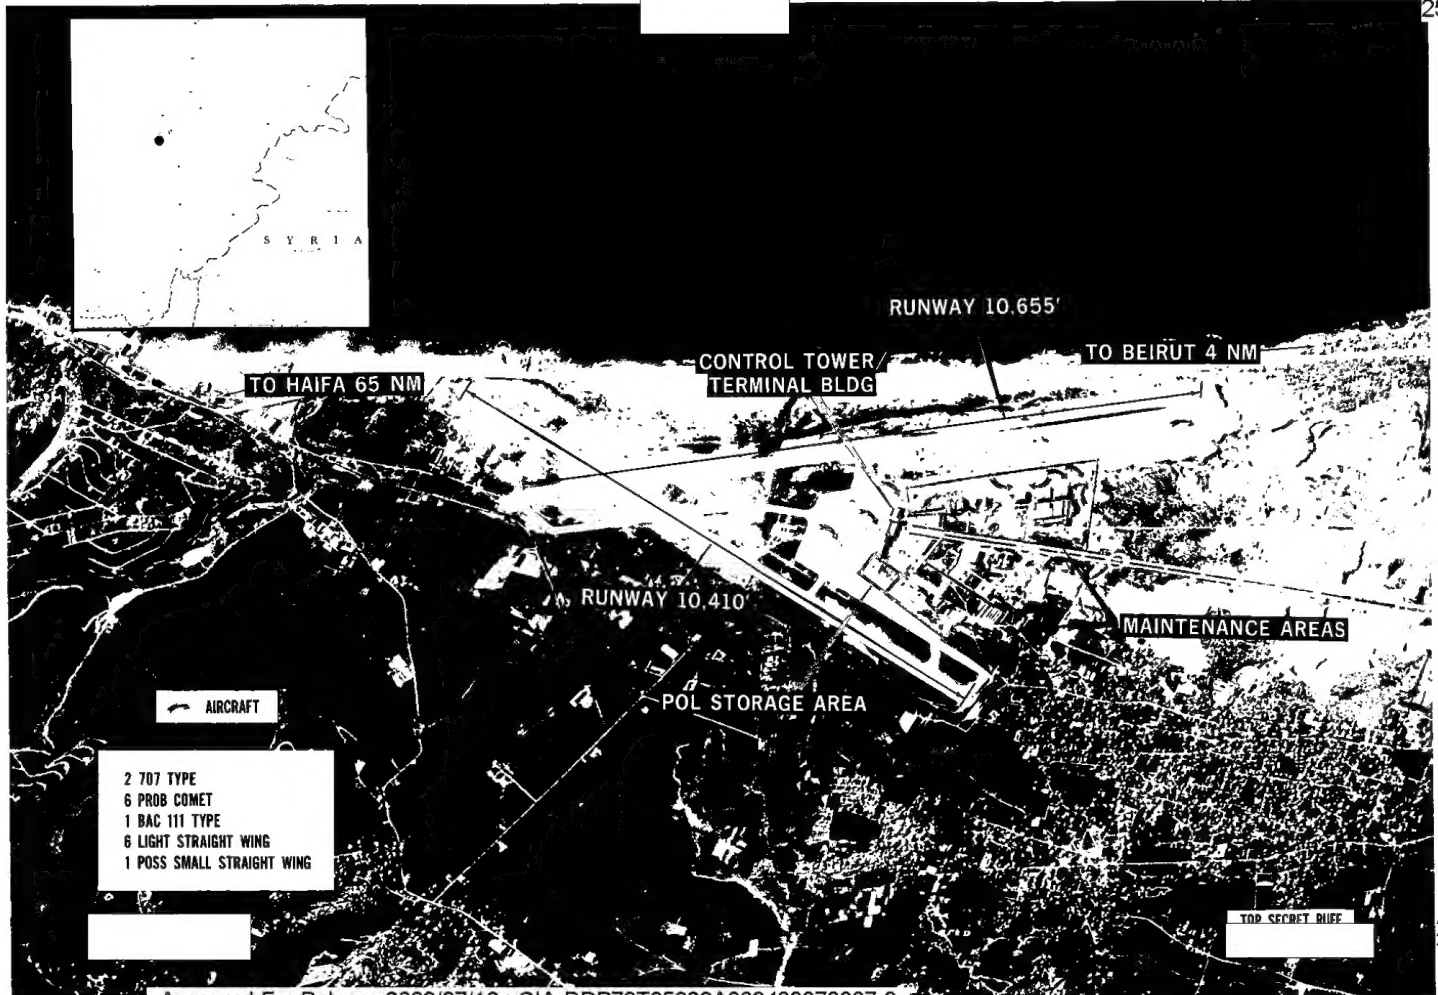 25
S Y R I A
RUNWAY 10,655'
CONTROL TOWER/
TERMINAL BLDG
TO BEIRUT 4 NM
TO HAIFA 65 NM
RUNWAY 10,410'
MAINTENANCE AREAS
POL STORAGE AREA
AIRCRAFT
2 707 TYPE
6 PROB COMET
1 BAC 111 TYPE
6 LIGHT STRAIGHT WING
1 POSS SMALL STRAIGHT WING
TOP SECRET RUFF